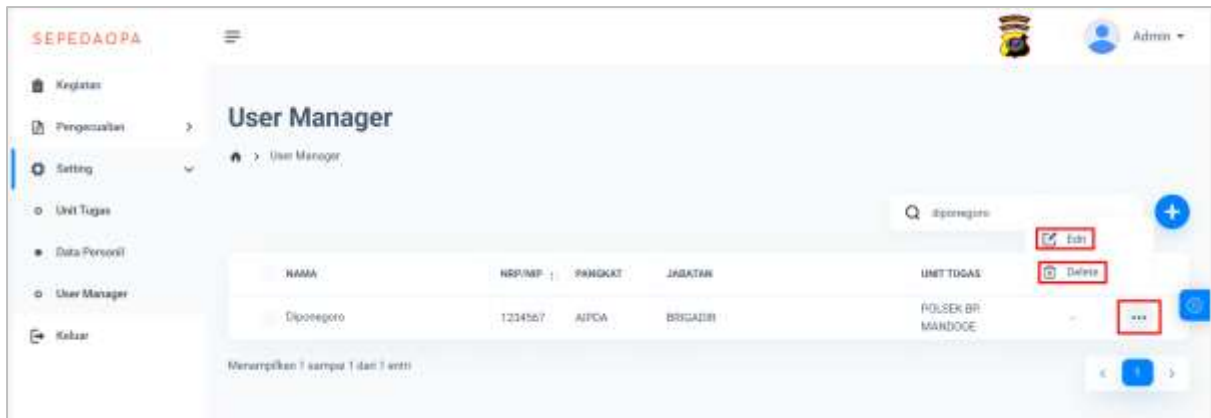 SEPEDAOPA
Admin
Kegiatan
Pengecualian
User Manager
Setting
User Manager
Unit Tugas
diponegoro
Edit
Data Personil
Delete
NAMA NRP/NIP PANGKAT JABATAN UNIT TUGAS
User Manager
Diponegoro 1234567 AIPDA BRIGADIR POLSEK BP. MANDOGE - ...
Keluar
Menampilkan 1 sampai 1 dari 1 entri
1